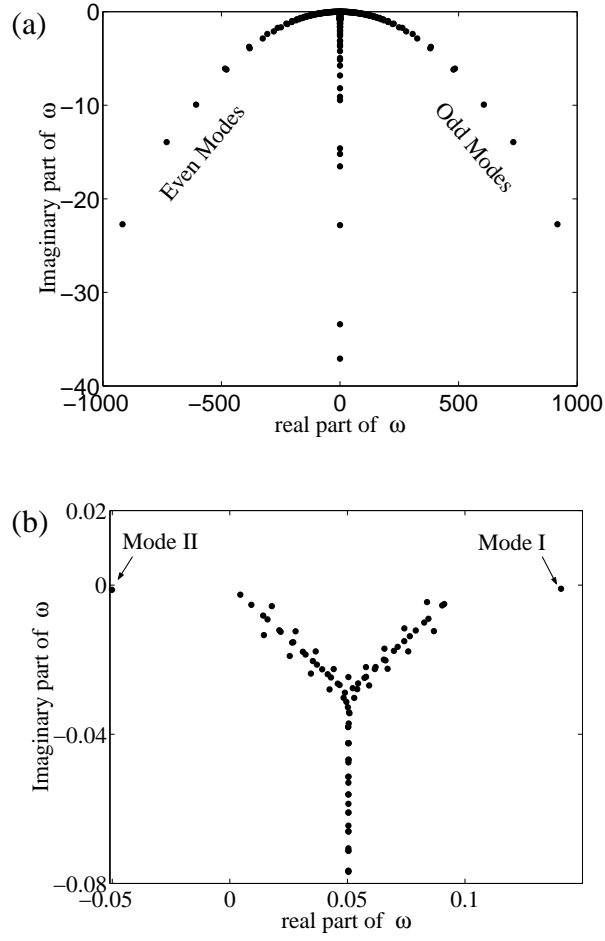 (a)
0
−10
−20
−30
−40
Imaginary part of ω
Even Modes
Odd Modes
−1000
−500
0
500
1000
real part of ω
(b)
0.02
0
−0.04
−0.08
Imaginary part of ω
Mode II
Mode I
−0.05
0
0.05
0.1
real part of ω